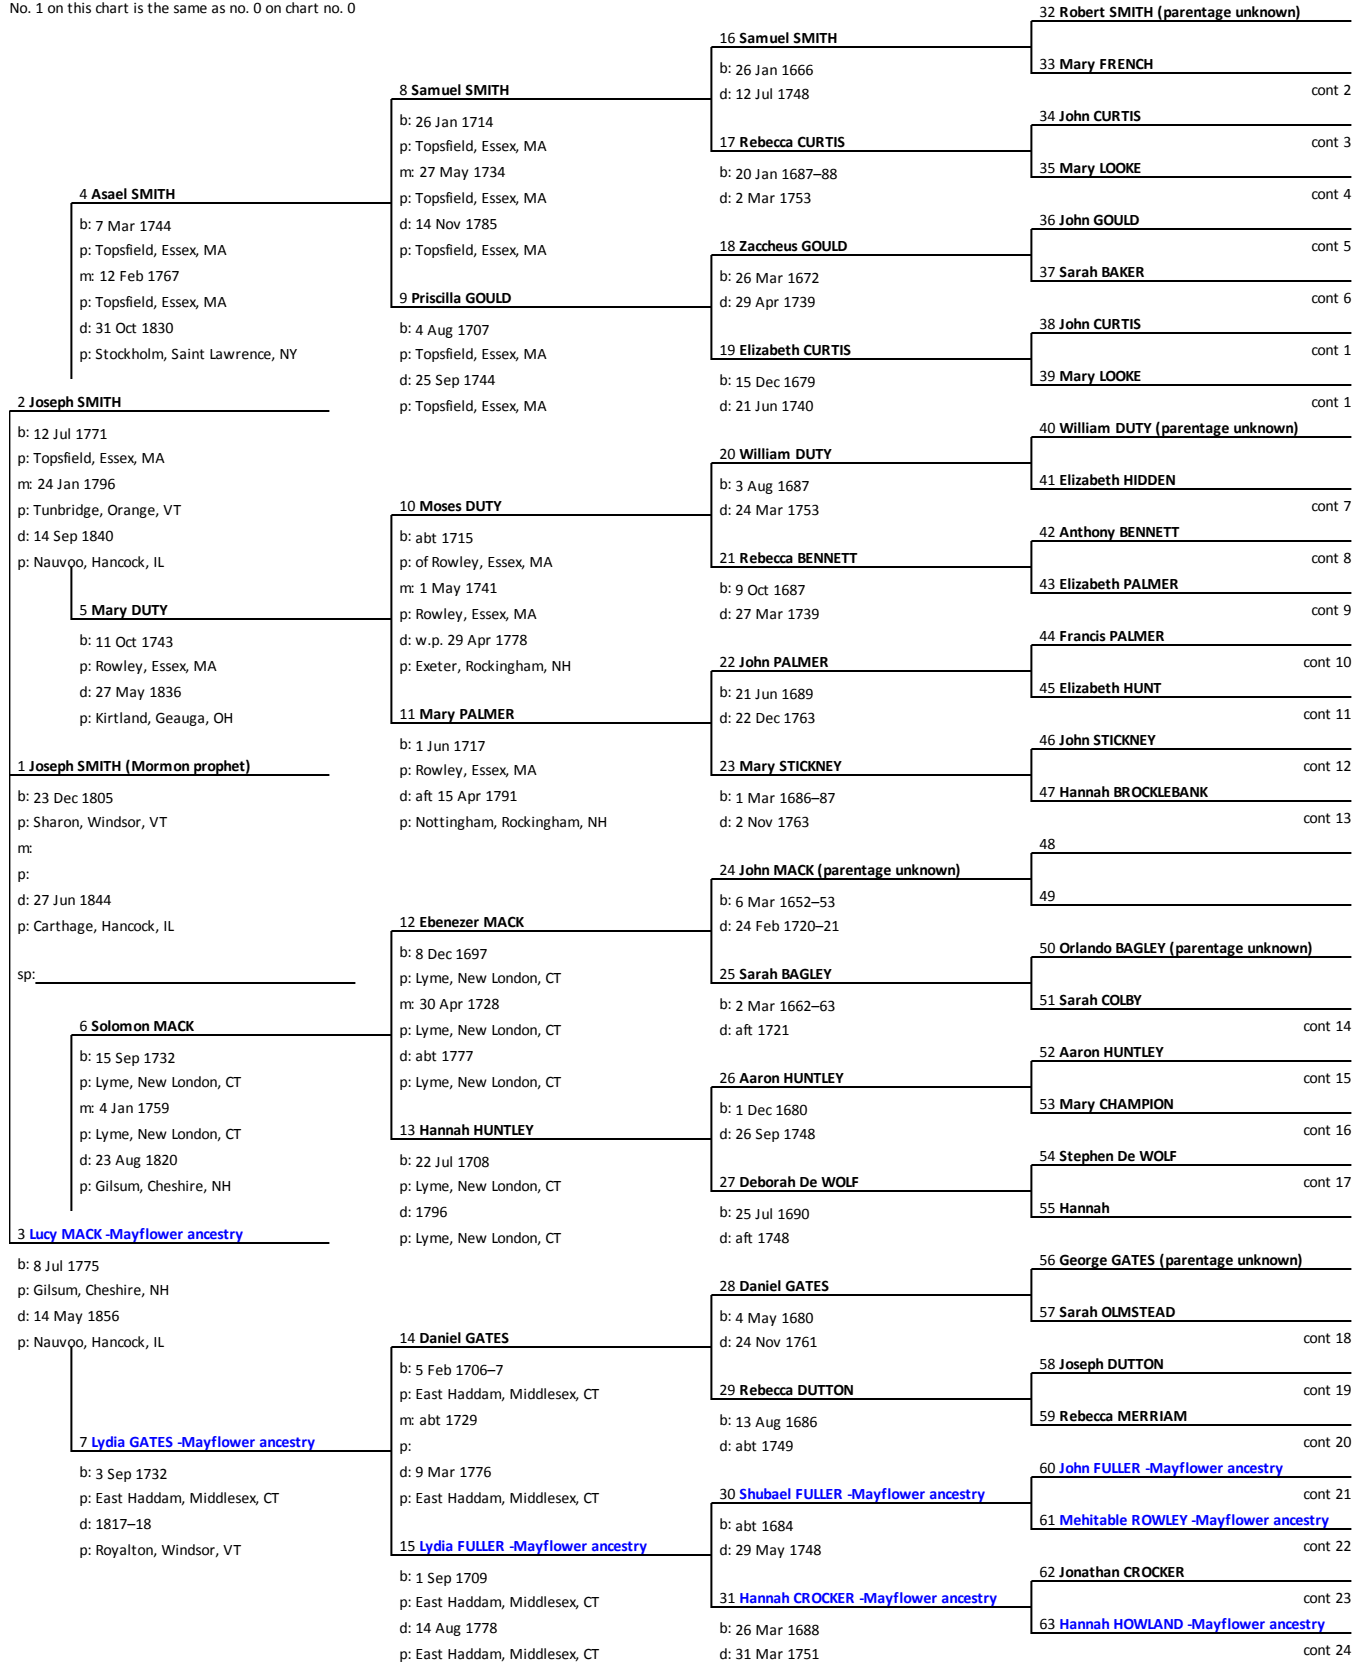 No. 1 on this chart is the same as no. 0 on chart no. 0
2 Joseph SMITH
b: 12 Jul 1771
p: Topsfield, Essex, MA
m: 24 Jan 1796
p: Tunbridge, Orange, VT
d: 14 Sep 1840
p: Nauvoo, Hancock, IL
1 Joseph SMITH (Mormon prophet)
b: 23 Dec 1805
p: Sharon, Windsor, VT
m:
p:
d: 27 Jun 1844
p: Carthage, Hancock, IL
sp:
3 Lucy MACK -Mayflower ancestry
b: 8 Jul 1775
p: Gilsum, Cheshire, NH
d: 14 May 1856
p: Nauvoo, Hancock, IL
4 Asael SMITH
b: 7 Mar 1744
p: Topsfield, Essex, MA
m: 12 Feb 1767
p: Topsfield, Essex, MA
d: 31 Oct 1830
p: Stockholm, Saint Lawrence, NY
5 Mary DUTY
b: 11 Oct 1743
p: Rowley, Essex, MA
d: 27 May 1836
p: Kirtland, Geauga, OH
6 Solomon MACK
b: 15 Sep 1732
p: Lyme, New London, CT
m: 4 Jan 1759
p: Lyme, New London, CT
d: 23 Aug 1820
p: Gilsum, Cheshire, NH
7 Lydia GATES -Mayflower ancestry
b: 3 Sep 1732
p: East Haddam, Middlesex, CT
d: 1817–18
p: Royalton, Windsor, VT
8 Samuel SMITH
b: 26 Jan 1714
p: Topsfield, Essex, MA
m: 27 May 1734
p: Topsfield, Essex, MA
d: 14 Nov 1785
p: Topsfield, Essex, MA
9 Priscilla GOULD
b: 4 Aug 1707
p: Topsfield, Essex, MA
d: 25 Sep 1744
p: Topsfield, Essex, MA
10 Moses DUTY
b: abt 1715
p: of Rowley, Essex, MA
m: 1 May 1741
p: Rowley, Essex, MA
d: w.p. 29 Apr 1778
p: Exeter, Rockingham, NH
11 Mary PALMER
b: 1 Jun 1717
p: Rowley, Essex, MA
d: aft 15 Apr 1791
p: Nottingham, Rockingham, NH
12 Ebenezer MACK
b: 8 Dec 1697
p: Lyme, New London, CT
m: 30 Apr 1728
p: Lyme, New London, CT
d: abt 1777
p: Lyme, New London, CT
13 Hannah HUNTLEY
b: 22 Jul 1708
p: Lyme, New London, CT
d: 1796
p: Lyme, New London, CT
14 Daniel GATES
b: 5 Feb 1706–7
p: East Haddam, Middlesex, CT
m: abt 1729
p:
d: 9 Mar 1776
p: East Haddam, Middlesex, CT
15 Lydia FULLER -Mayflower ancestry
b: 1 Sep 1709
p: East Haddam, Middlesex, CT
d: 14 Aug 1778
p: East Haddam, Middlesex, CT
16 Samuel SMITH
b: 26 Jan 1666
d: 12 Jul 1748
17 Rebecca CURTIS
b: 20 Jan 1687–88
d: 2 Mar 1753
18 Zaccheus GOULD
b: 26 Mar 1672
d: 29 Apr 1739
19 Elizabeth CURTIS
b: 15 Dec 1679
d: 21 Jun 1740
20 William DUTY
b: 3 Aug 1687
d: 24 Mar 1753
21 Rebecca BENNETT
b: 9 Oct 1687
d: 27 Mar 1739
22 John PALMER
b: 21 Jun 1689
d: 22 Dec 1763
23 Mary STICKNEY
b: 1 Mar 1686–87
d: 2 Nov 1763
24 John MACK (parentage unknown)
b: 6 Mar 1652–53
d: 24 Feb 1720–21
25 Sarah BAGLEY
b: 2 Mar 1662–63
d: aft 1721
26 Aaron HUNTLEY
b: 1 Dec 1680
d: 26 Sep 1748
27 Deborah De WOLF
b: 25 Jul 1690
d: aft 1748
28 Daniel GATES
b: 4 May 1680
d: 24 Nov 1761
29 Rebecca DUTTON
b: 13 Aug 1686
d: abt 1749
30 Shubael FULLER -Mayflower ancestry
b: abt 1684
d: 29 May 1748
31 Hannah CROCKER -Mayflower ancestry
b: 26 Mar 1688
d: 31 Mar 1751
32 Robert SMITH (parentage unknown)
33 Mary FRENCH
cont 2
34 John CURTIS
cont 3
35 Mary LOOKE
cont 4
36 John GOULD
cont 5
37 Sarah BAKER
cont 6
38 John CURTIS
cont 1
39 Mary LOOKE
cont 1
40 William DUTY (parentage unknown)
41 Elizabeth HIDDEN
cont 7
42 Anthony BENNETT
cont 8
43 Elizabeth PALMER
cont 9
44 Francis PALMER
cont 10
45 Elizabeth HUNT
cont 11
46 John STICKNEY
cont 12
47 Hannah BROCKLEBANK
cont 13
48
49
50 Orlando BAGLEY (parentage unknown)
51 Sarah COLBY
cont 14
52 Aaron HUNTLEY
cont 15
53 Mary CHAMPION
cont 16
54 Stephen De WOLF
cont 17
55 Hannah
56 George GATES (parentage unknown)
57 Sarah OLMSTEAD
cont 18
58 Joseph DUTTON
cont 19
59 Rebecca MERRIAM
cont 20
60 John FULLER -Mayflower ancestry
cont 21
61 Mehitable ROWLEY -Mayflower ancestry
cont 22
62 Jonathan CROCKER
cont 23
63 Hannah HOWLAND -Mayflower ancestry
cont 24